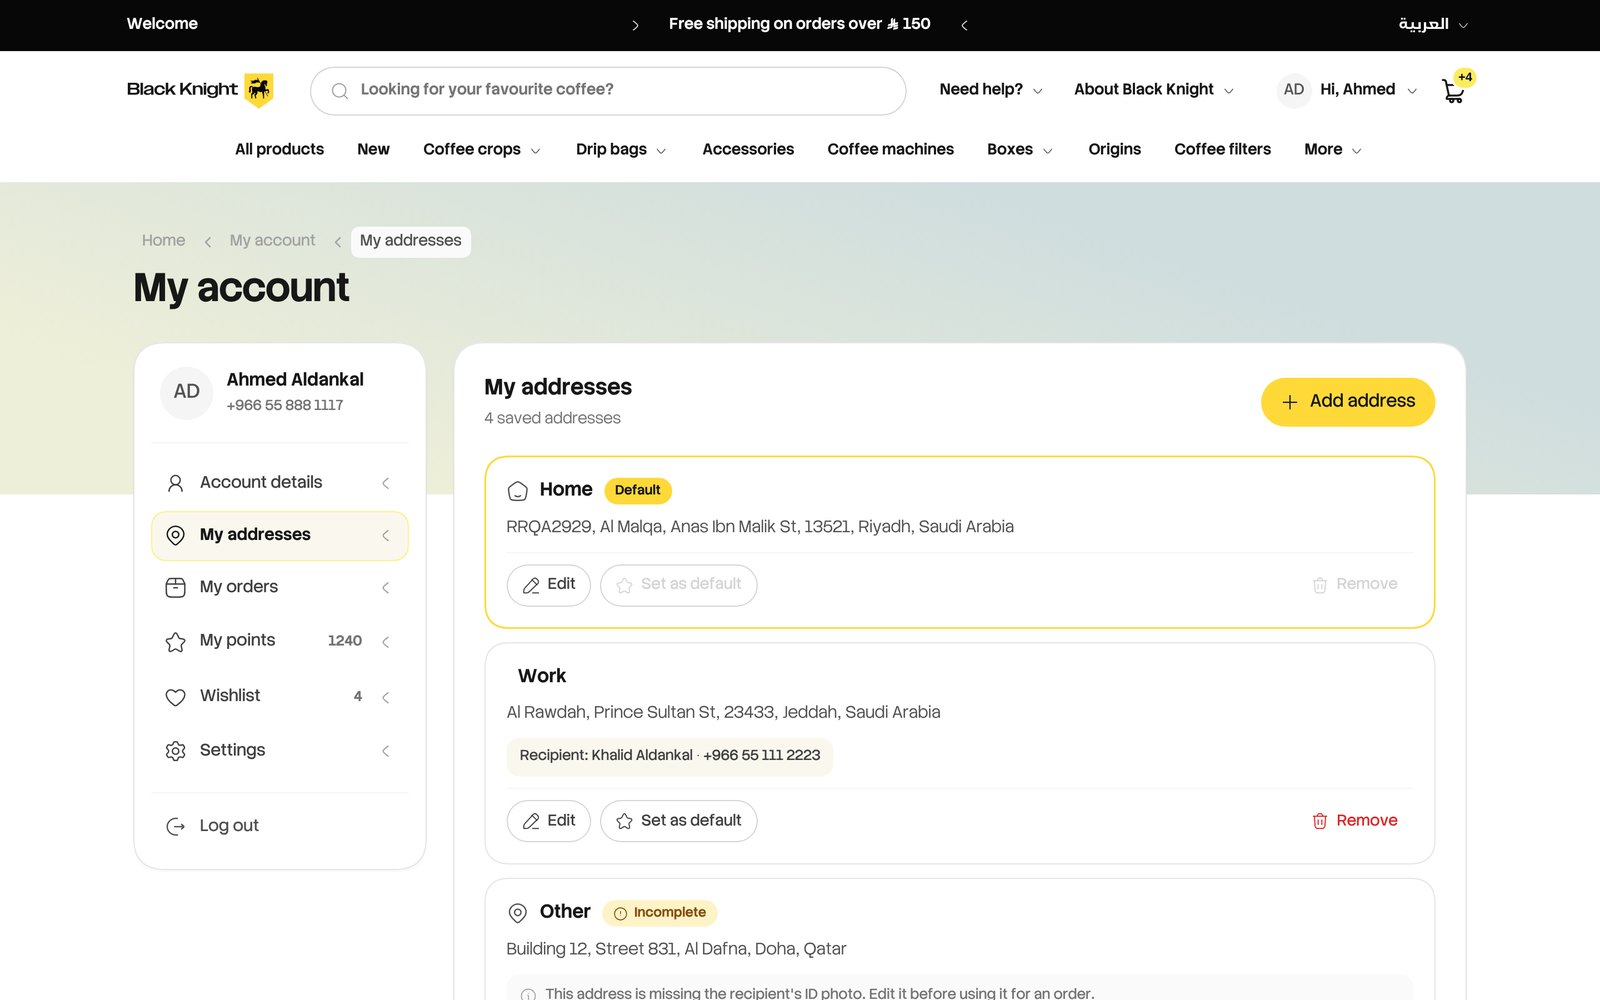 Welcome
Free shipping on orders over 150
العربية
Black Knight
Looking for your favourite coffee?
Need help?
About Black Knight
AD
Hi, Ahmed
+4
All products
New
Coffee crops
Drip bags
Accessories
Coffee machines
Boxes
Origins
Coffee filters
More
Home
My account
My addresses
My account
AD
Ahmed Aldankal
+966 55 888 1117
Account details
My addresses
My orders
My points 1240
Wishlist 4
Settings
Log out
My addresses
4 saved addresses
Add address
Home Default
RRQA2929, Al Malqa, Anas Ibn Malik St, 13521, Riyadh, Saudi Arabia
Edit Set as default Remove
Work
Al Rawdah, Prince Sultan St, 23433, Jeddah, Saudi Arabia
Recipient: Khalid Aldankal · +966 55 111 2223
Edit Set as default Remove
Other Incomplete
Building 12, Street 831, Al Dafna, Doha, Qatar
This address is missing the recipient's ID photo. Edit it before using it for an order.